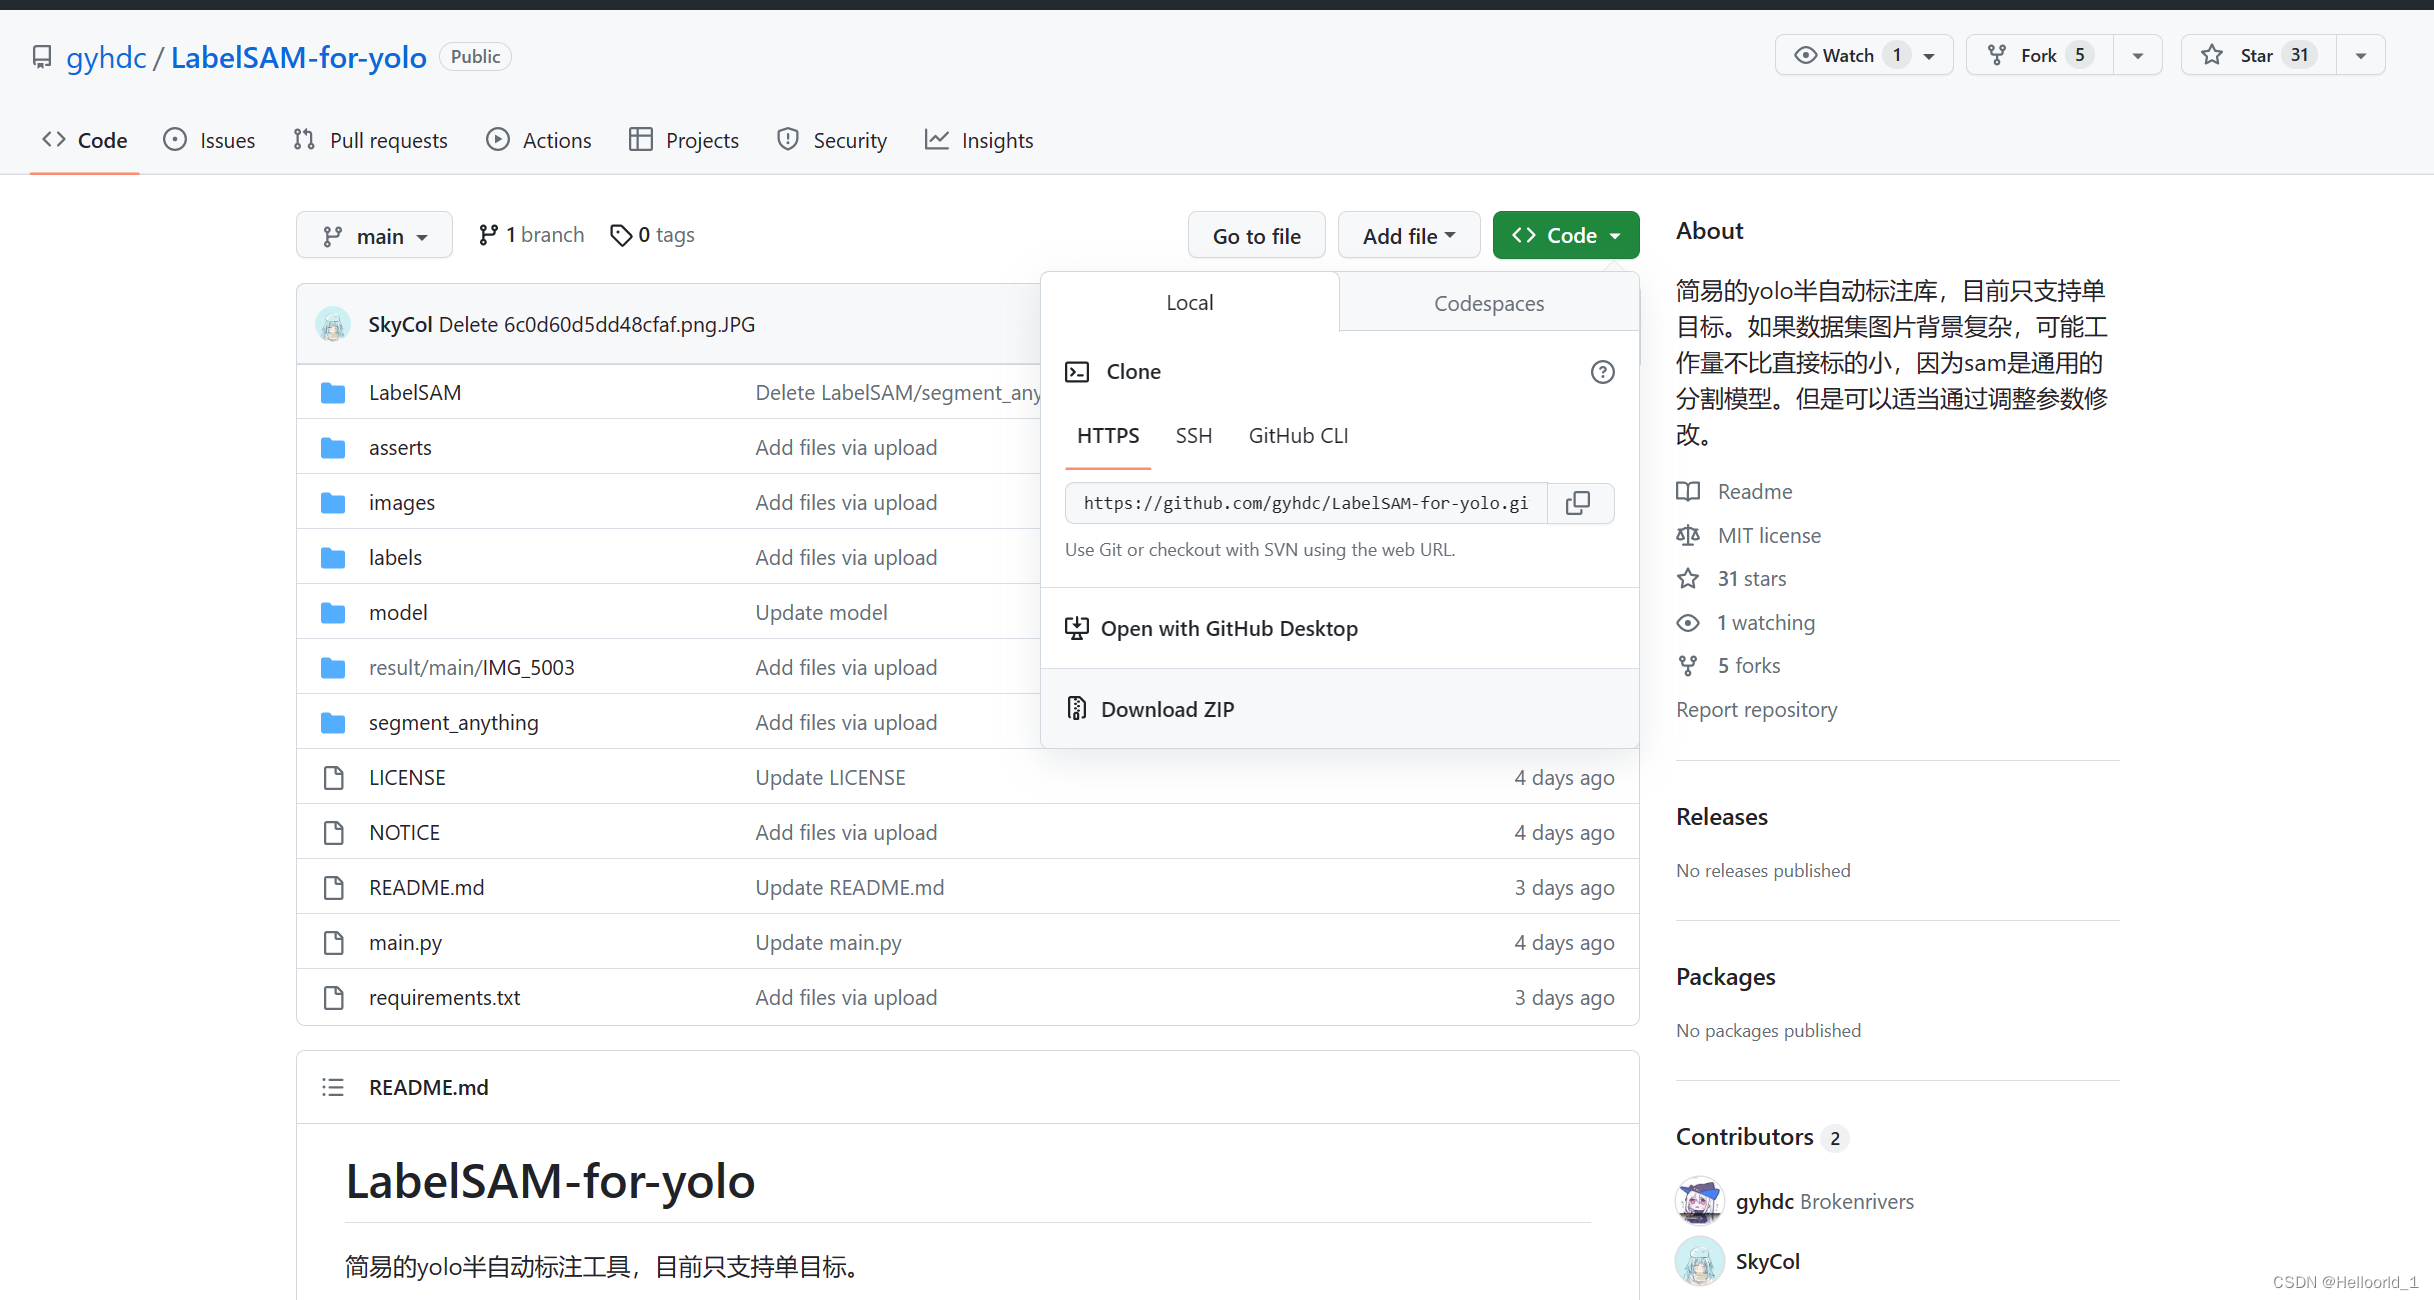 gyhdc / LabelSAM-for-yolo Public
Watch 1 Fork 5 Star 31
Code Issues Pull requests Actions Projects Security Insights
main 1 branch 0 tags
Go to file Add file Code
SkyCol Delete 6c0d60d5dd48cfaf.png.JPG
LabelSAM Delete LabelSAM/segment_any
asserts Add files via upload
images Add files via upload
labels Add files via upload
model Update model
result/main/IMG_5003 Add files via upload
segment_anything Add files via upload
LICENSE Update LICENSE 4 days ago
NOTICE Add files via upload 4 days ago
README.md Update README.md 3 days ago
main.py Update main.py 4 days ago
requirements.txt Add files via upload 3 days ago
Local Codespaces
Clone
HTTPS SSH GitHub CLI
https://github.com/gyhdc/LabelSAM-for-yolo.gi
Use Git or checkout with SVN using the web URL.
Open with GitHub Desktop
Download ZIP
README.md
LabelSAM-for-yolo
简易的yolo半自动标注工具，目前只支持单目标。
About
简易的yolo半自动标注库，目前只支持单
目标。如果数据集图片背景复杂，可能工
作量不比直接标的小，因为sam是通用的
分割模型。但是可以适当通过调整参数修
改。
Readme
MIT license
31 stars
1 watching
5 forks
Report repository
Releases
No releases published
Packages
No packages published
Contributors 2
gyhdc Brokenrivers
SkyCol
CSDN @Helloorld_1